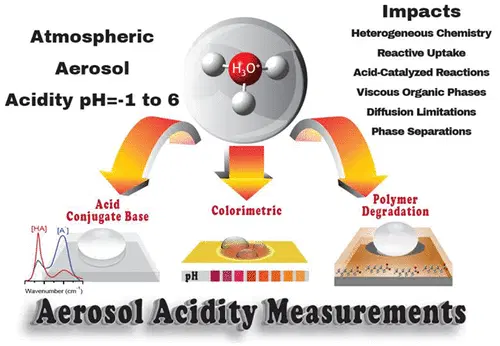 Atmospheric
Aerosol
Acidity pH=-1 to 6
Impacts
Heterogeneous Chemistry
Reactive Uptake
Acid-Catalyzed Reactions
Viscous Organic Phases
Diffusion Limitations
Phase Separations
H₃O⁺
Acid
Conjugate Base
Colorimetric
Polymer
Degradation
[HA] [A⁻]
Wavenumber (cm⁻¹)
pH
Aerosol Acidity Measurements